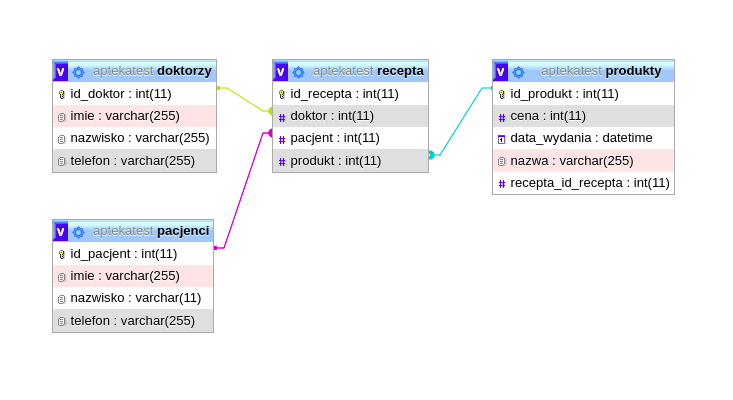 v aptekatest doktorzy
id_doktor : int(11)
imie : varchar(255)
nazwisko : varchar(255)
telefon : varchar(255)
v aptekatest recepta
id_recepta : int(11)
# doktor : int(11)
# pacjent : int(11)
# produkt : int(11)
v aptekatest produkty
id_produkt : int(11)
# cena : int(11)
data_wydania : datetime
nazwa : varchar(255)
# recepta_id_recepta : int(11)
v aptekatest pacjenci
id_pacjent : int(11)
imie : varchar(255)
nazwisko : varchar(11)
telefon : varchar(255)